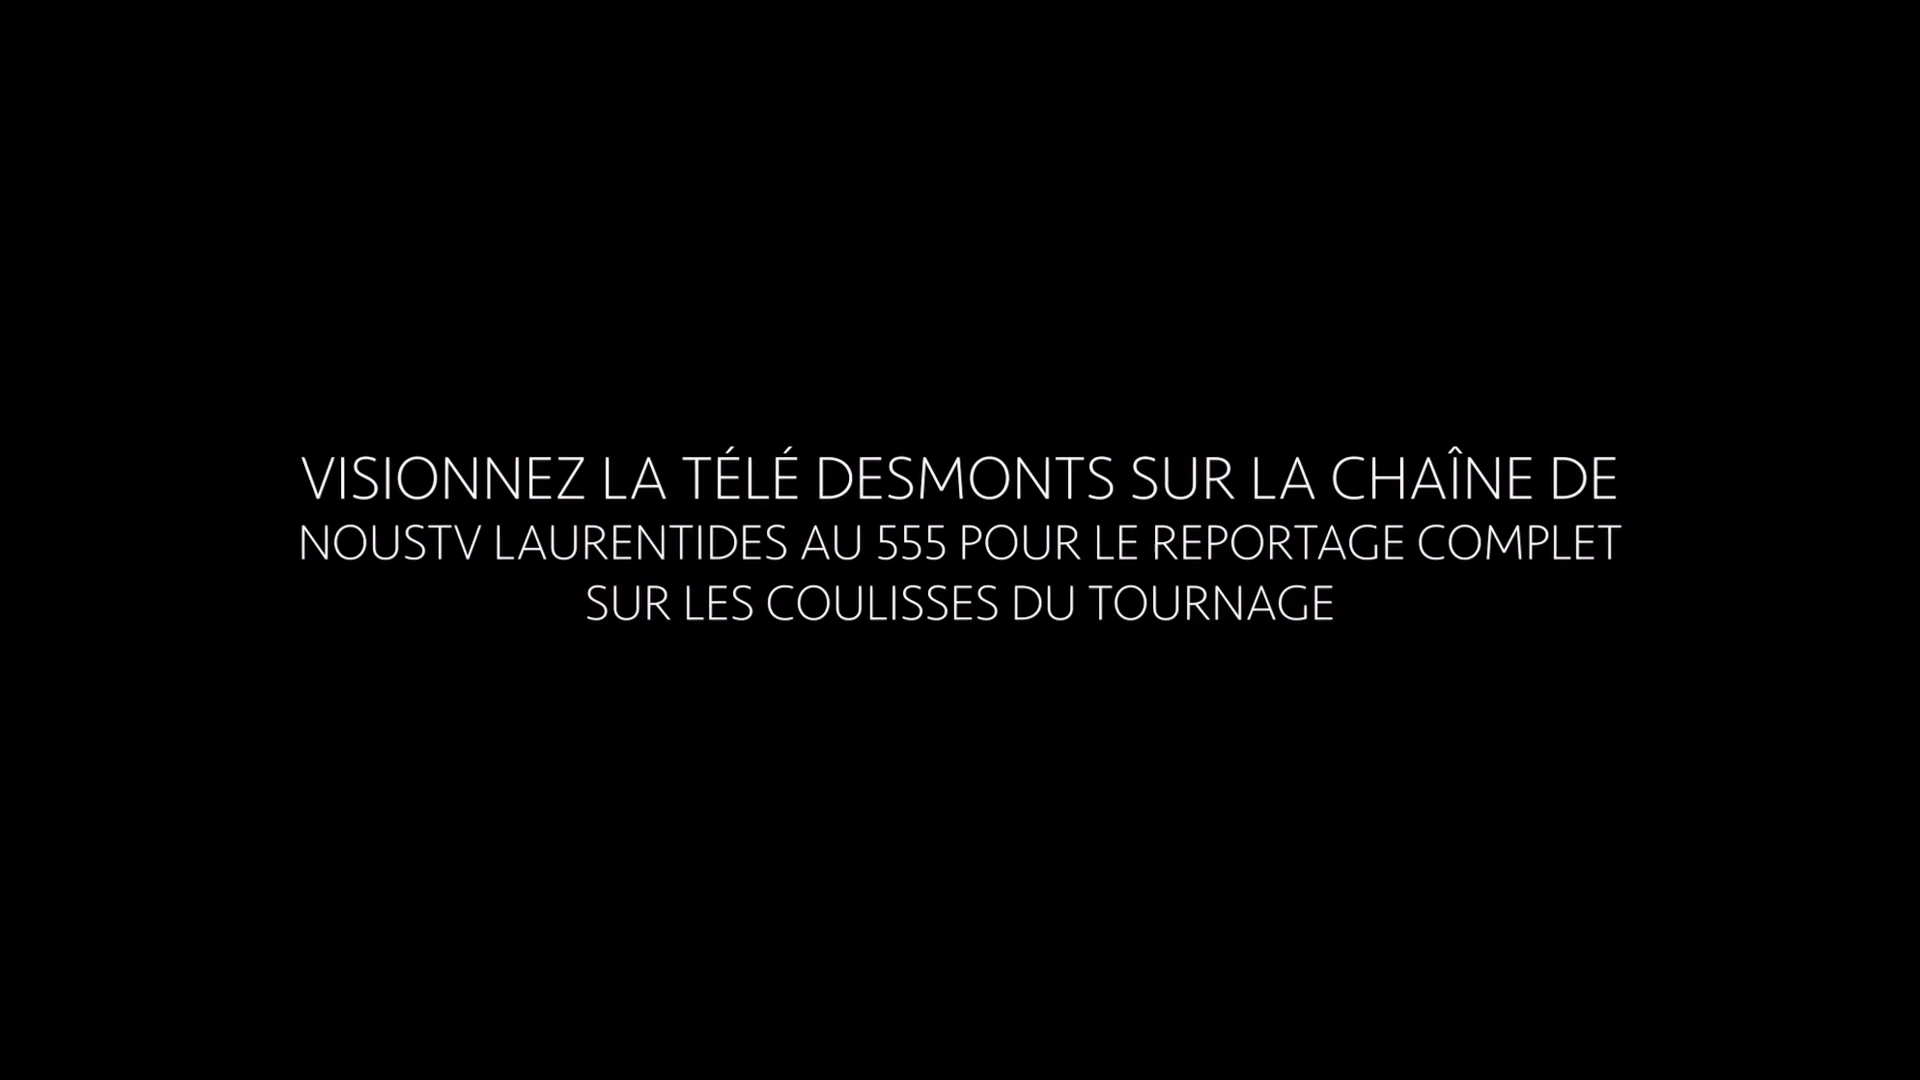 VISIONNEZ LA TÉLÉ DESMONTS SUR LA CHAÎNE DE
NOUSTV LAURENTIDES AU 555 POUR LE REPORTAGE COMPLET
SUR LES COULISSES DU TOURNAGE